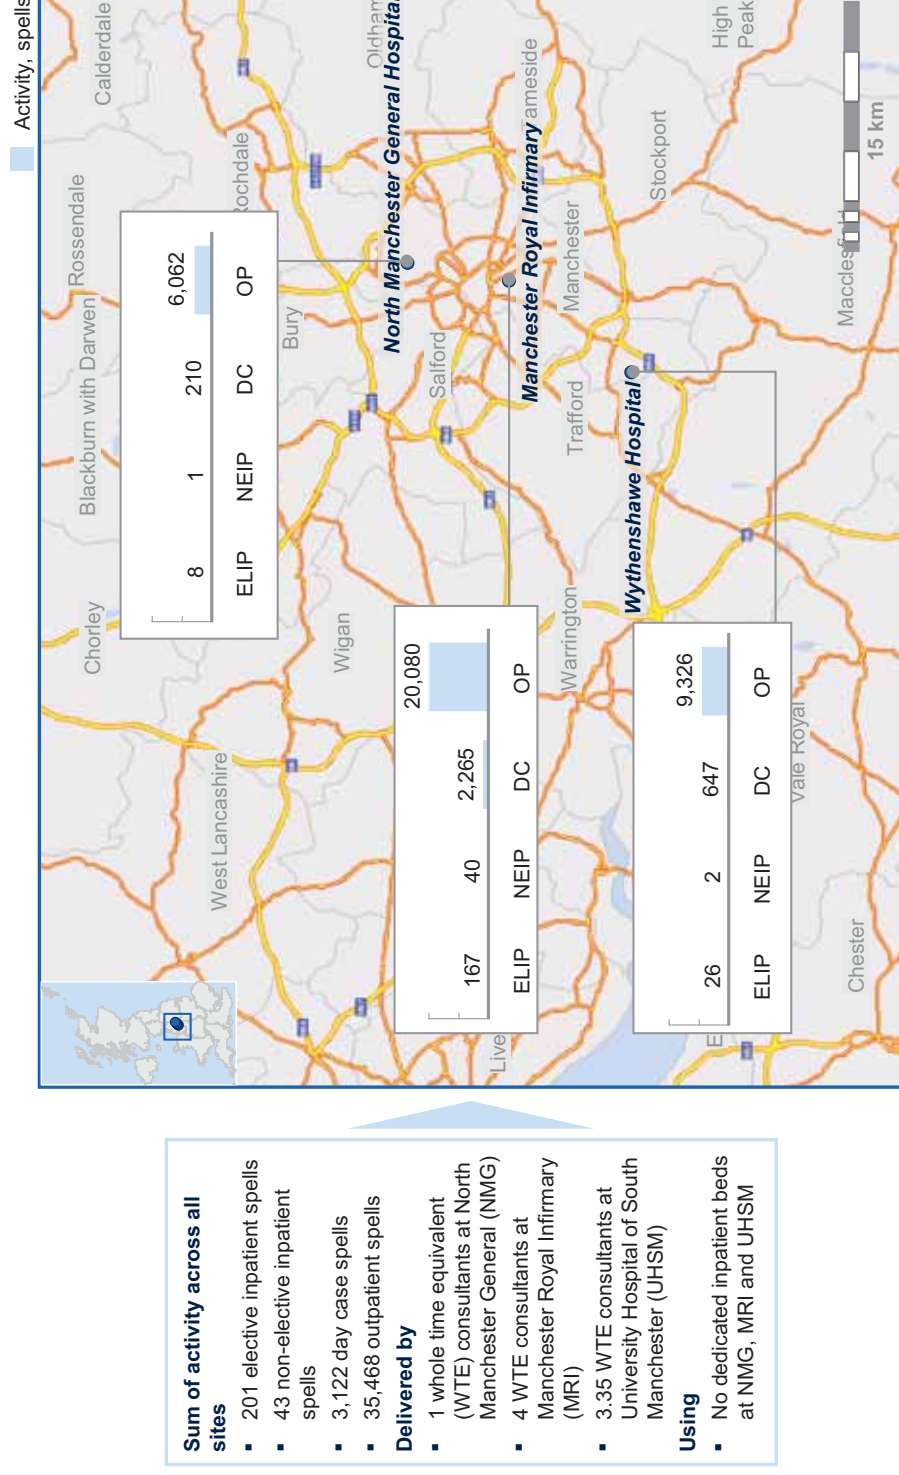 Activity, spells
Sum of activity across all
sites
▪ 201 elective inpatient spells
▪ 43 non-elective inpatient
spells
▪ 3,122 day case spells
▪ 35,468 outpatient spells
Delivered by
▪ 1 whole time equivalent
(WTE) consultants at North
Manchester General (NMG)
▪ 4 WTE consultants at
Manchester Royal Infirmary
(MRI)
▪ 3.35 WTE consultants at
University Hospital of South
Manchester (UHSM)
Using
▪ No dedicated inpatient beds
at NMG, MRI and UHSM
Chorley
Blackburn with Darwen
Rossendale
Calderdale
8 1 210 6,062
ELIP NEIP DC OP
Rochdale
West Lancashire
Wigan
Bury
Oldham
North Manchester General Hospital
Salford
167 40 2,265 20,080
ELIP NEIP DC OP
Live
Manchester Royal Infirmary
ameside
Warrington
Trafford
Manchester
Wythenshawe Hospital
Stockport
26 2 647 9,326
ELIP NEIP DC OP
E
High
Peak
Vale Royal
Chester
Macclesfield
15 km